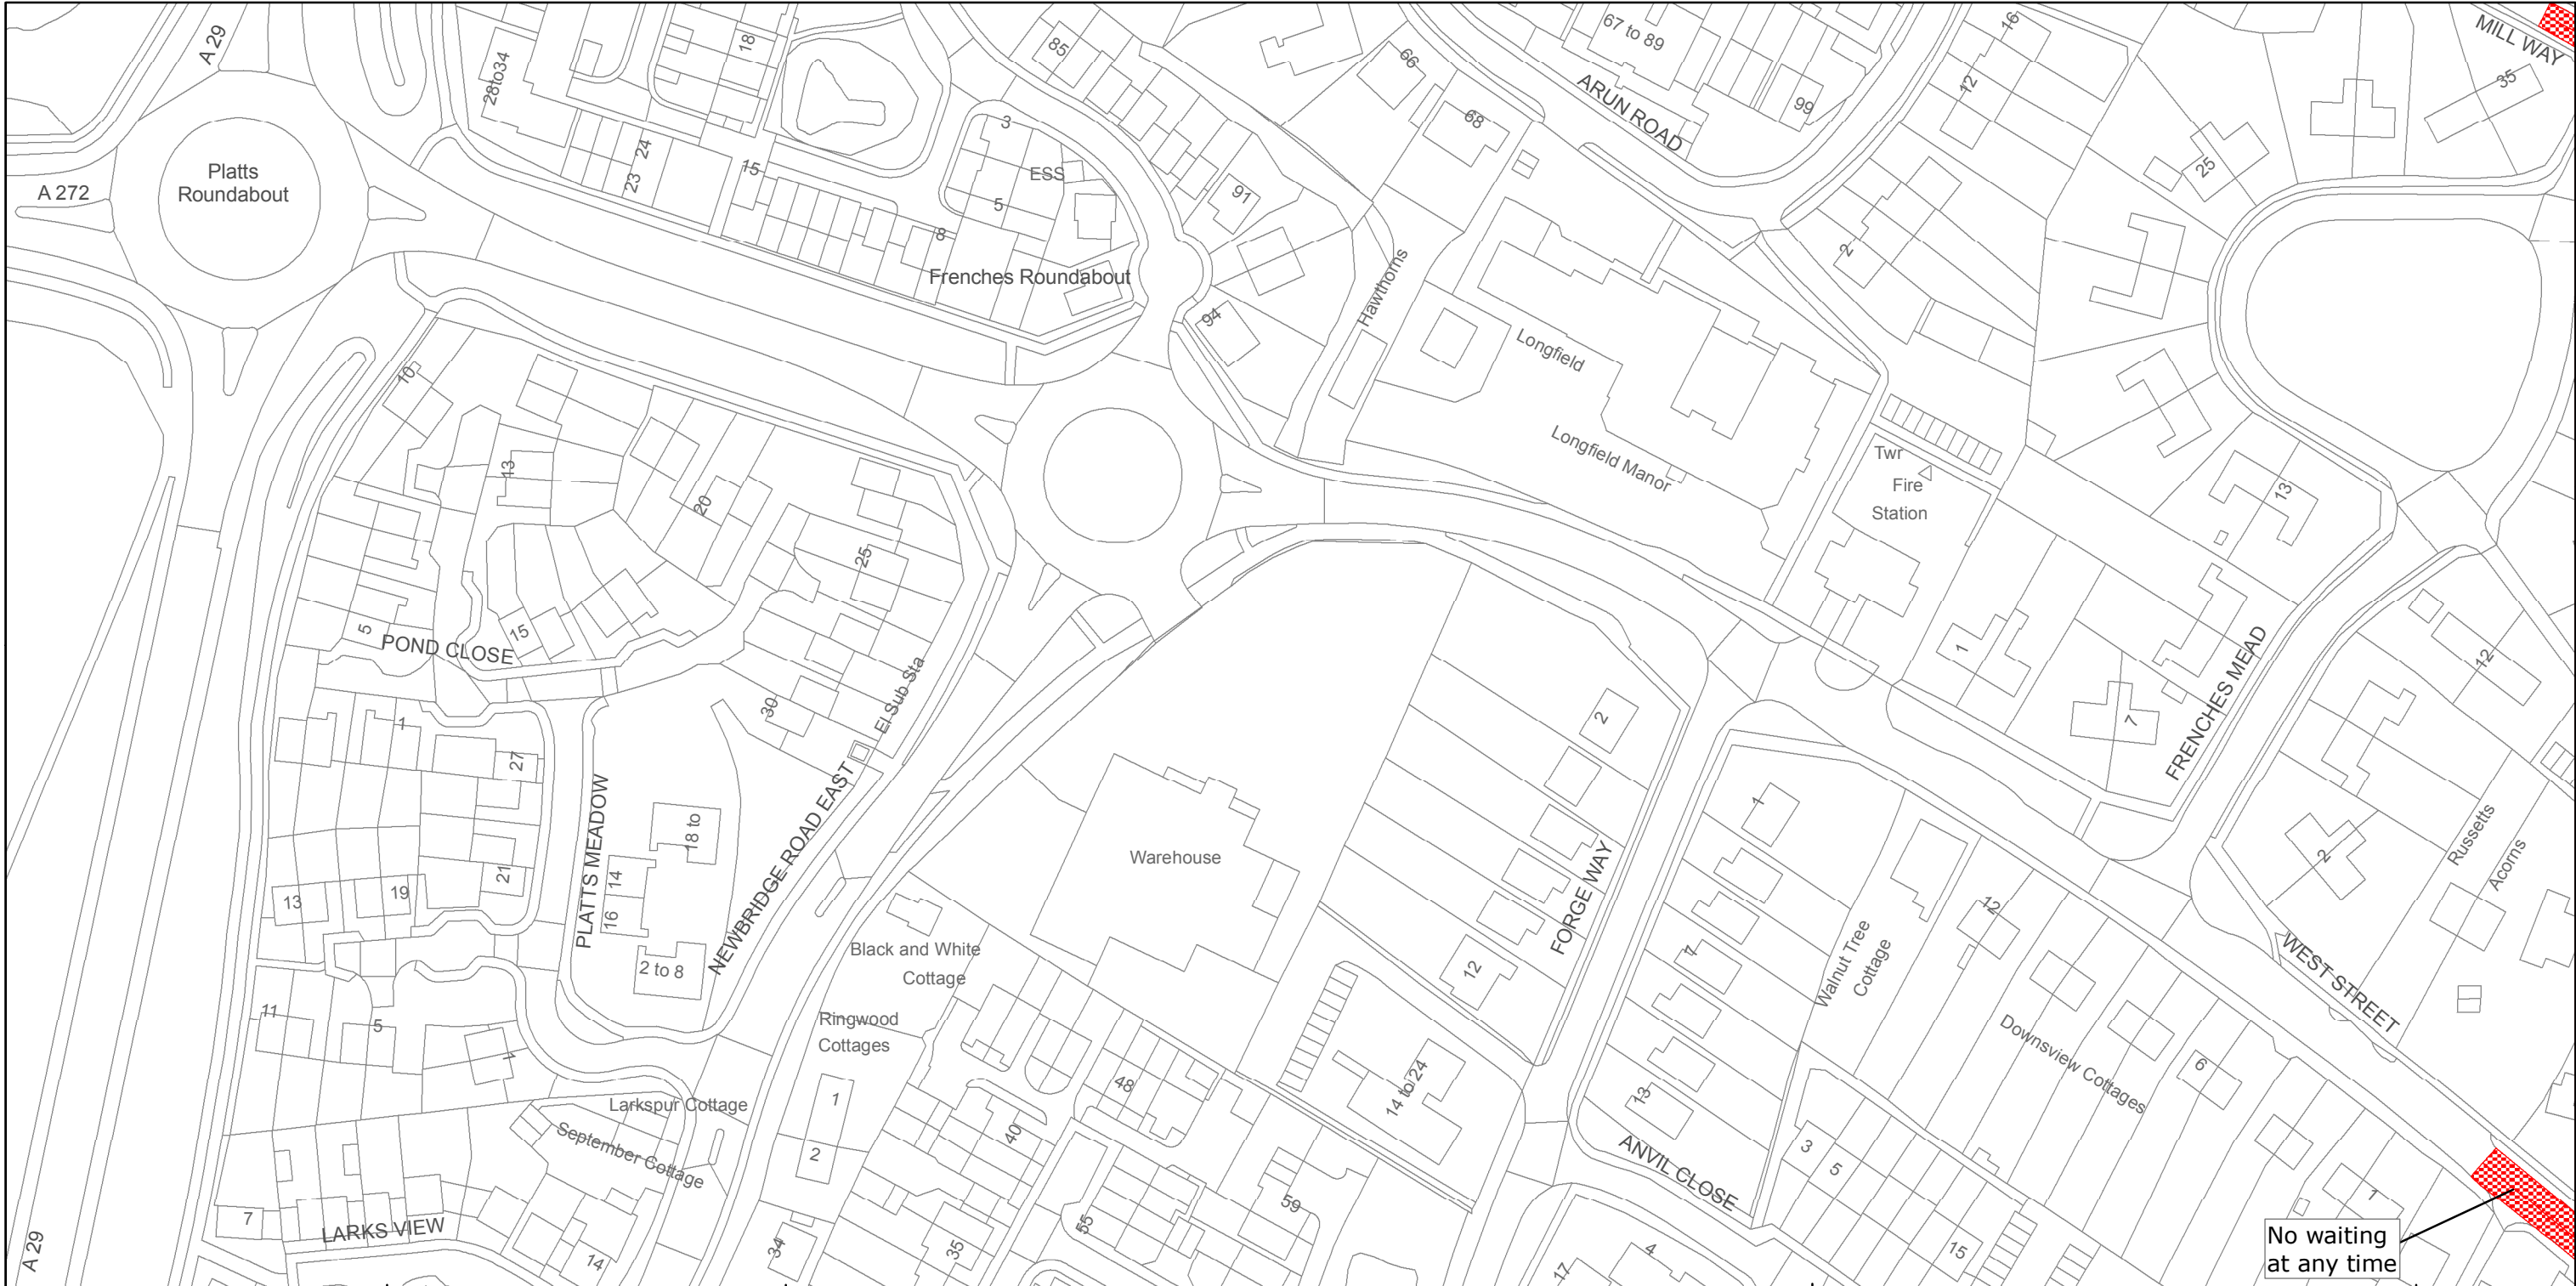 A 29
28to34
18
85
66
67 to 89
16
MILL WAY
35
12
99
ARUN ROAD
68
3
24
23
15
ESS
5
91
25
Platts
Roundabout
A 272
8
Frenches Roundabout
2
Hawthorns
94
Longfield
10
13
20
Longfield Manor
Twr
Fire
Station
13
25
5
POND CLOSE
15
1
FRENCHES MEAD
12
El Sub Sta
30
2
7
1
27
PLATTS MEADOW
18 to
NEWBRIDGE ROAD EAST
1
Russetts
Acorns
Warehouse
2
21
14
13
19
16
FORGE WAY
12
Black and White
Cottage
2 to 8
12
Walnut Tree
Cottage
WEST STREET
11
5
Ringwood
Cottages
Downsview Cottages
6
48
14 to 24
1
13
Larkspur Cottage
September Cottage
40
2
ANVIL CLOSE
3
5
59
1
7
LARKS VIEW
14
34
35
55
4
15
17
A 29
No waiting
at any time